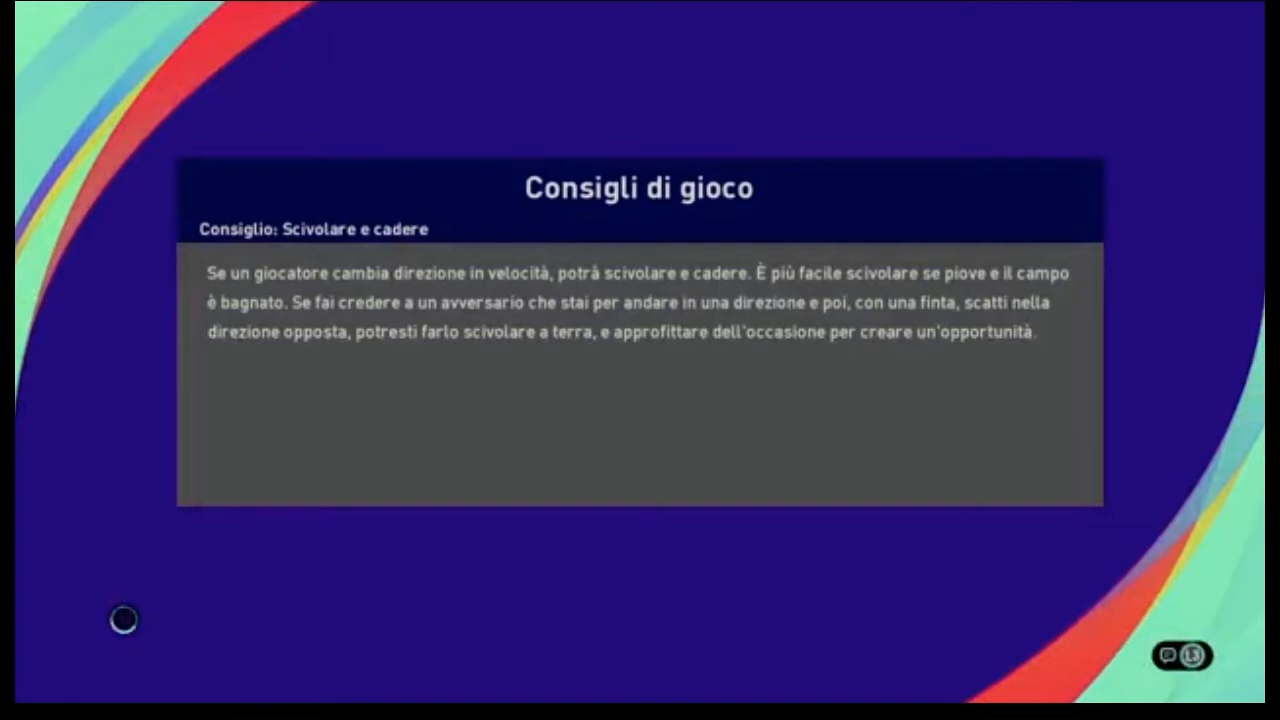 Consigli di gioco
Consiglio: Scivolare e cadere
Se un giocatore cambia direzione in velocità, potrà scivolare e cadere. È più facile scivolare se piove e il campo
è bagnato. Se fai credere a un avversario che stai per andare in una direzione e poi, con una finta, scatti nella
direzione opposta, potresti farlo scivolare a terra, e approfittare dell'occasione per creare un'opportunità.
L3